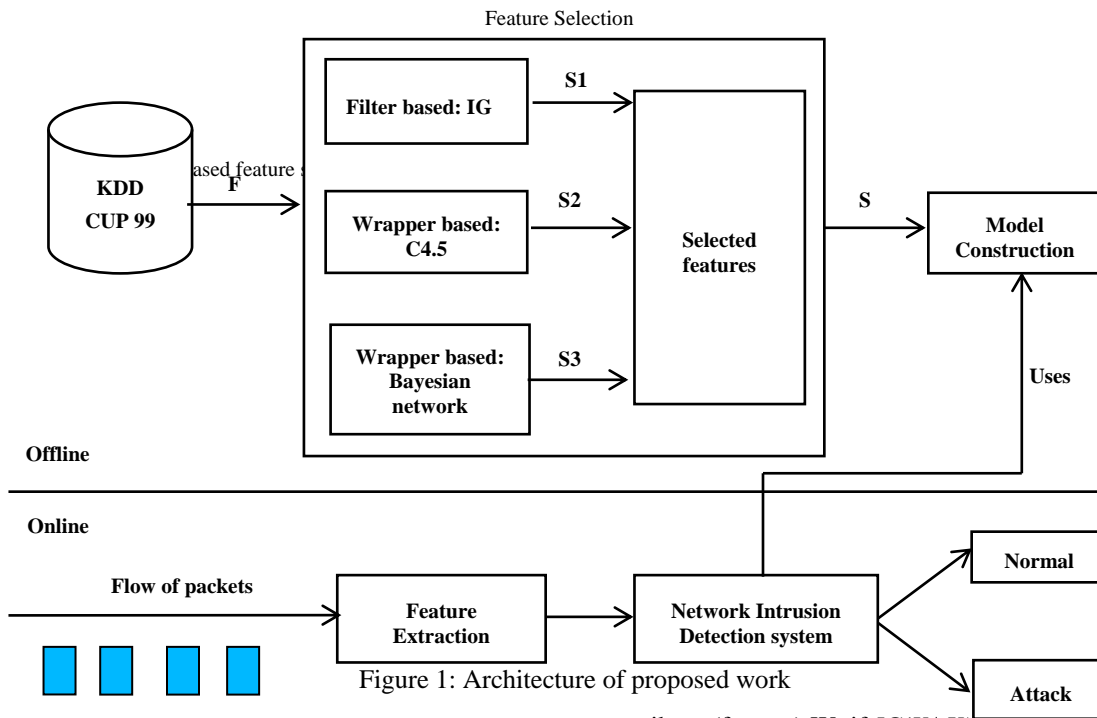 Feature Selection
Filter based: IG
S1
ased feature s
KDD
CUP 99
F
Wrapper based:
C4.5
S2
Selected
features
S
Model
Construction
Wrapper based:
Bayesian
network
S3
Uses
Offline
Online
Flow of packets
Feature
Extraction
Network Intrusion
Detection system
Normal
Attack
Figure 1: Architecture of proposed work